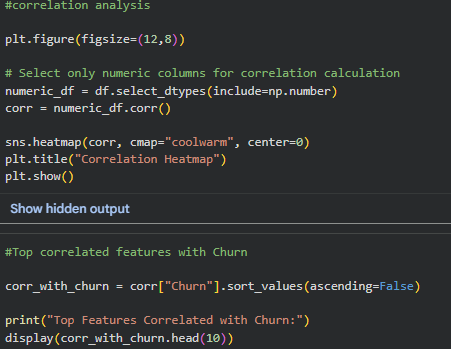 #correlation analysis
plt.figure(figsize=(12,8))
# Select only numeric columns for correlation calculation
numeric_df = df.select_dtypes(include=np.number)
corr = numeric_df.corr()
sns.heatmap(corr, cmap="coolwarm", center=0)
plt.title("Correlation Heatmap")
plt.show()
Show hidden output
#Top correlated features with Churn
corr_with_churn = corr["Churn"].sort_values(ascending=False)
print("Top Features Correlated with Churn:")
display(corr_with_churn.head(10))